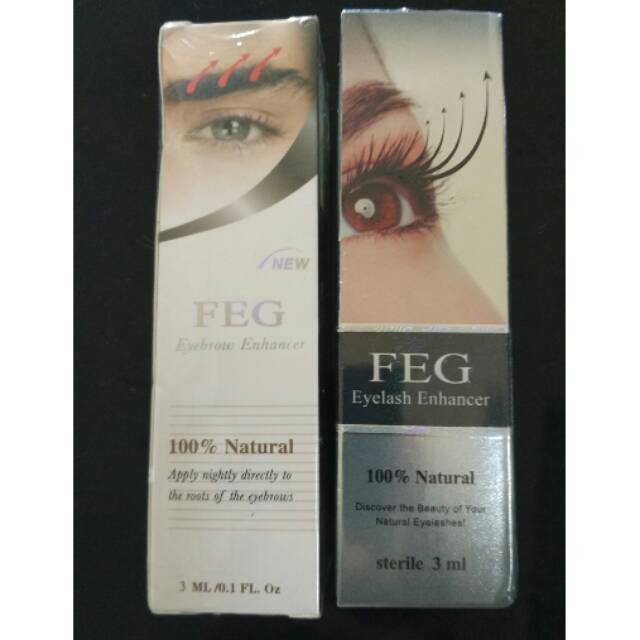 NEW
FEG
Eyebrow Enhancer
100% Natural
Apply nightly directly to
the roots of the eyebrows
3 ML /0.1 FL. Oz
FEG
Eyelash Enhancer
100% Natural
Discover the Beauty of Your
Natural Eyelashes!
sterile 3 ml